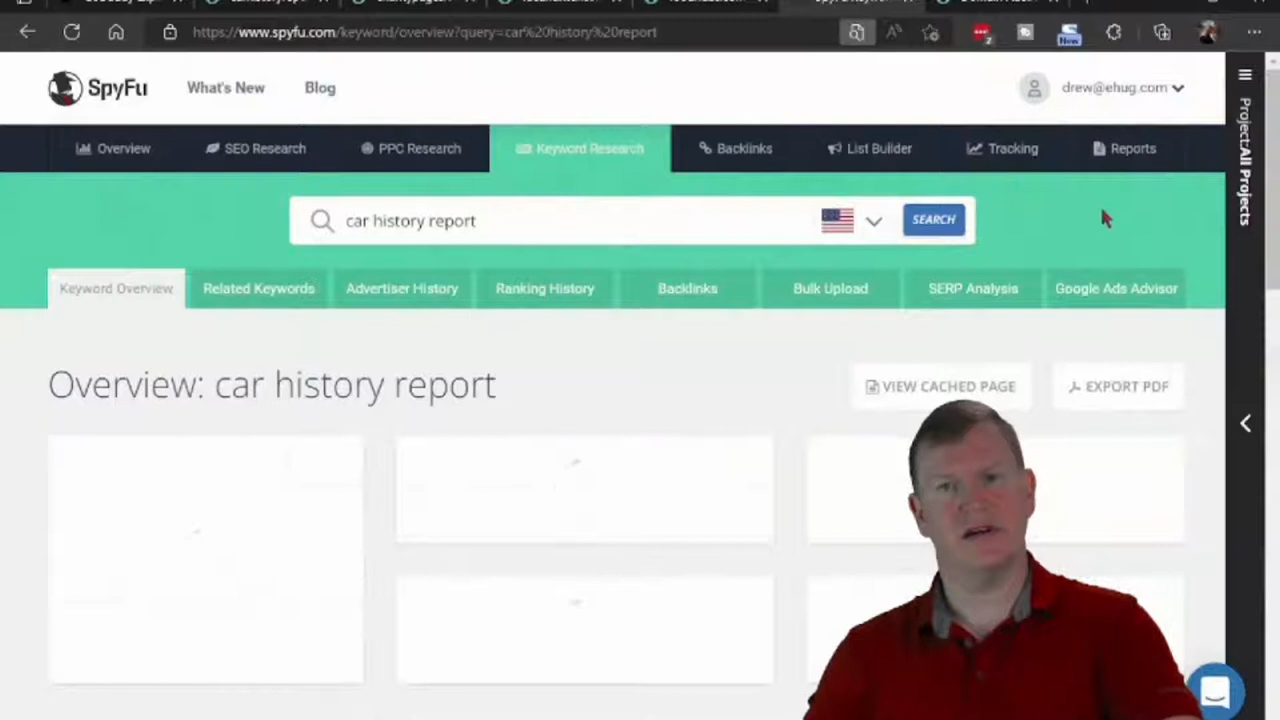 https://www.spyfu.com/keyword/overview?query=car%20history%20report
New
SpyFu
What's New
Blog
drew@ehug.com
Overview
SEO Research
PPC Research
Keyword Research
Backlinks
List Builder
Tracking
Reports
Project:All Projects
car history report
SEARCH
Keyword Overview
Related Keywords
Advertiser History
Ranking History
Backlinks
Bulk Upload
SERP Analysis
Google Ads Advisor
Overview: car history report
VIEW CACHED PAGE
EXPORT PDF